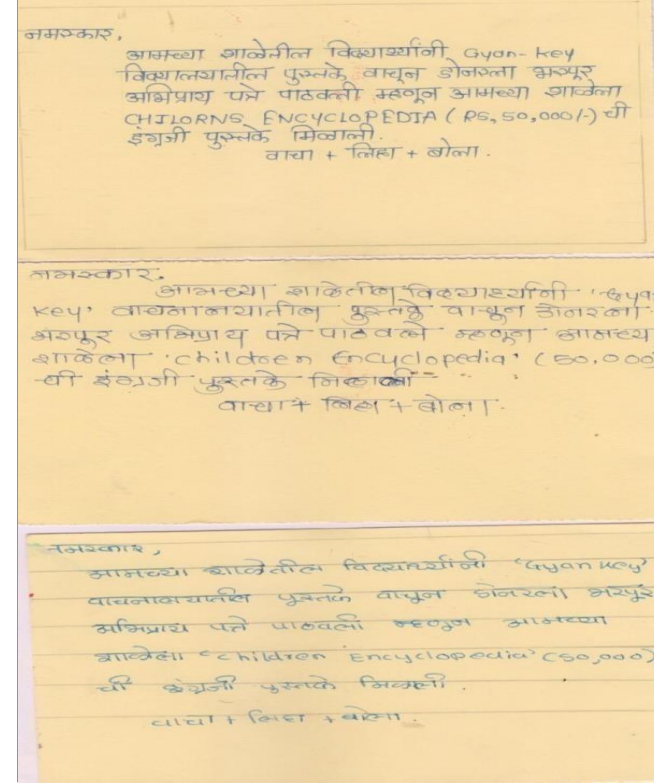 नमस्कार,
आमच्या शाळेतील विद्यार्थ्यांनी Gyan-key
विद्यालयातील पुस्तके वाचून डोनरला भरपूर
अभिप्राय पत्रे पाठवली म्हणून आमच्या शाळेला
CHILORNS ENCYCLOPEDIA (RS, 50,000/-) ची
इंग्रजी पुस्तके मिळाली.
वाचा + लिहा + बोला.
नमस्कार.
आमच्या शाळेतील विद्यार्थ्यांनी 'Gyan
Key' वाचनालयातील पुस्तके वाचून डोनरला
भरपूर अभिप्राय पत्रे पाठवले म्हणून आमच्य
शाळेला 'Children Encyclopedia' (50,000)
ची इंग्रजी पुस्तके मिळाली
वाचा + लिहा + बोला.
नमस्कार,
आमच्या शाळेतील विद्यार्थ्यांनी 'Gyan Key'
वाचनालयातील पुस्तके वाचून डोनरला भरपूर
अभिप्राय पत्रे पाठवली म्हणून आमच्या
शाळेला 'Children Encyclopedia' (50,000)
ची इंग्रजी पुस्तके मिळाली.
वाचा + लिहा + बोला.